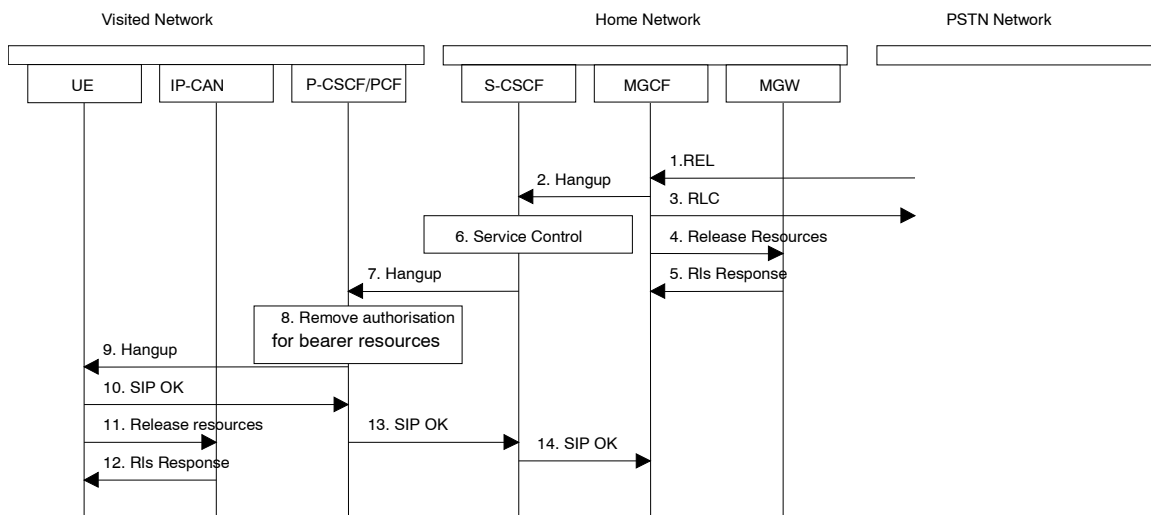 Visited Network
Home Network
PSTN Network
UE
IP-CAN
P-CSCF/PCF
S-CSCF
MGCF
MGW
1.REL
2. Hangup
3. RLC
6. Service Control
4. Release Resources
7. Hangup
5. Rls Response
8. Remove authorisation
for bearer resources
9. Hangup
10. SIP OK
11. Release resources
13. SIP OK
14. SIP OK
12. Rls Response